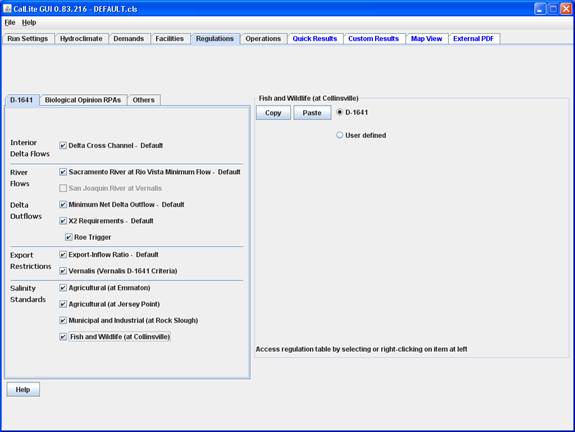 CalLite GUI 0.83.216 - DEFAULT.cls
File Help
Run Settings Hydroclimate Demands Facilities Regulations Operations Quick Results Custom Results Map View External PDF
D-1641 Biological Opinion RPAs Others
Interior
Delta Flows
Delta Cross Channel - Default
River
Flows
Sacramento River at Rio Vista Minimum Flow - Default
San Joaquin River at Vernalis
Delta
Outflows
Minimum Net Delta Outflow - Default
X2 Requirements - Default
Roe Trigger
Export
Restrictions
Export-Inflow Ratio - Default
Vernalis (Vernalis D-1641 Criteria)
Salinity
Standards
Agricultural (at Emmaton)
Agricultural (at Jersey Point)
Municipal and Industrial (at Rock Slough)
Fish and Wildlife (at Collinsville)
Fish and Wildlife (at Collinsville)
Copy Paste D-1641
User defined
Access regulation table by selecting or right-clicking on item at left
Help